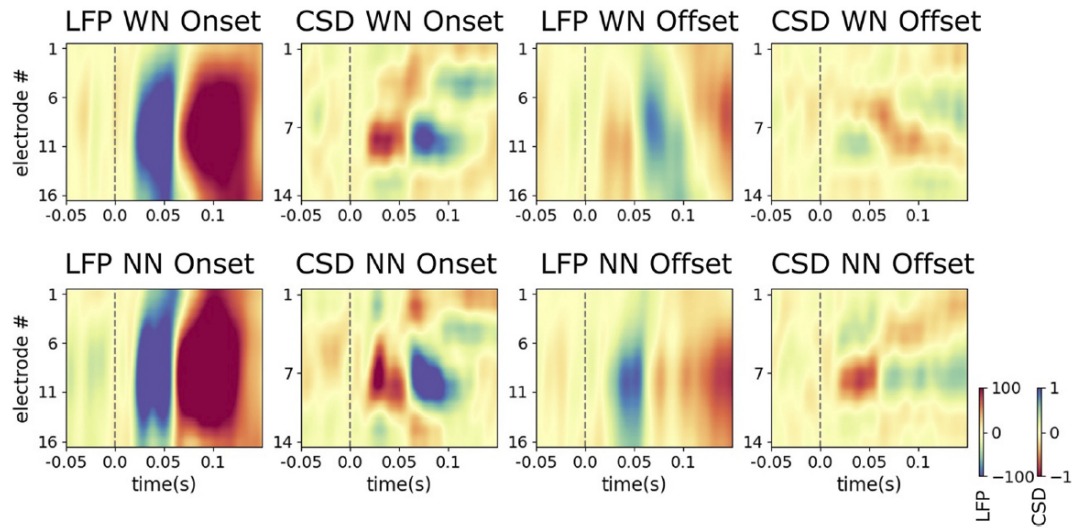 LFP WN Onset CSD WN Onset LFP WN Offset CSD WN Offset
electrode #
1
6
11
16
-0.05 0.0 0.05 0.1
1
7
14
-0.05 0.0 0.05 0.1
1
6
11
16
-0.05 0.0 0.05 0.1
1
7
14
-0.05 0.0 0.05 0.1
LFP NN Onset CSD NN Onset LFP NN Offset CSD NN Offset
electrode #
1
6
11
16
-0.05 0.0 0.05 0.1
time(s)
1
7
14
-0.05 0.0 0.05 0.1
time(s)
1
6
11
16
-0.05 0.0 0.05 0.1
time(s)
1
7
14
-0.05 0.0 0.05 0.1
time(s)
100
0
−100
LFP
1
0
−1
CSD